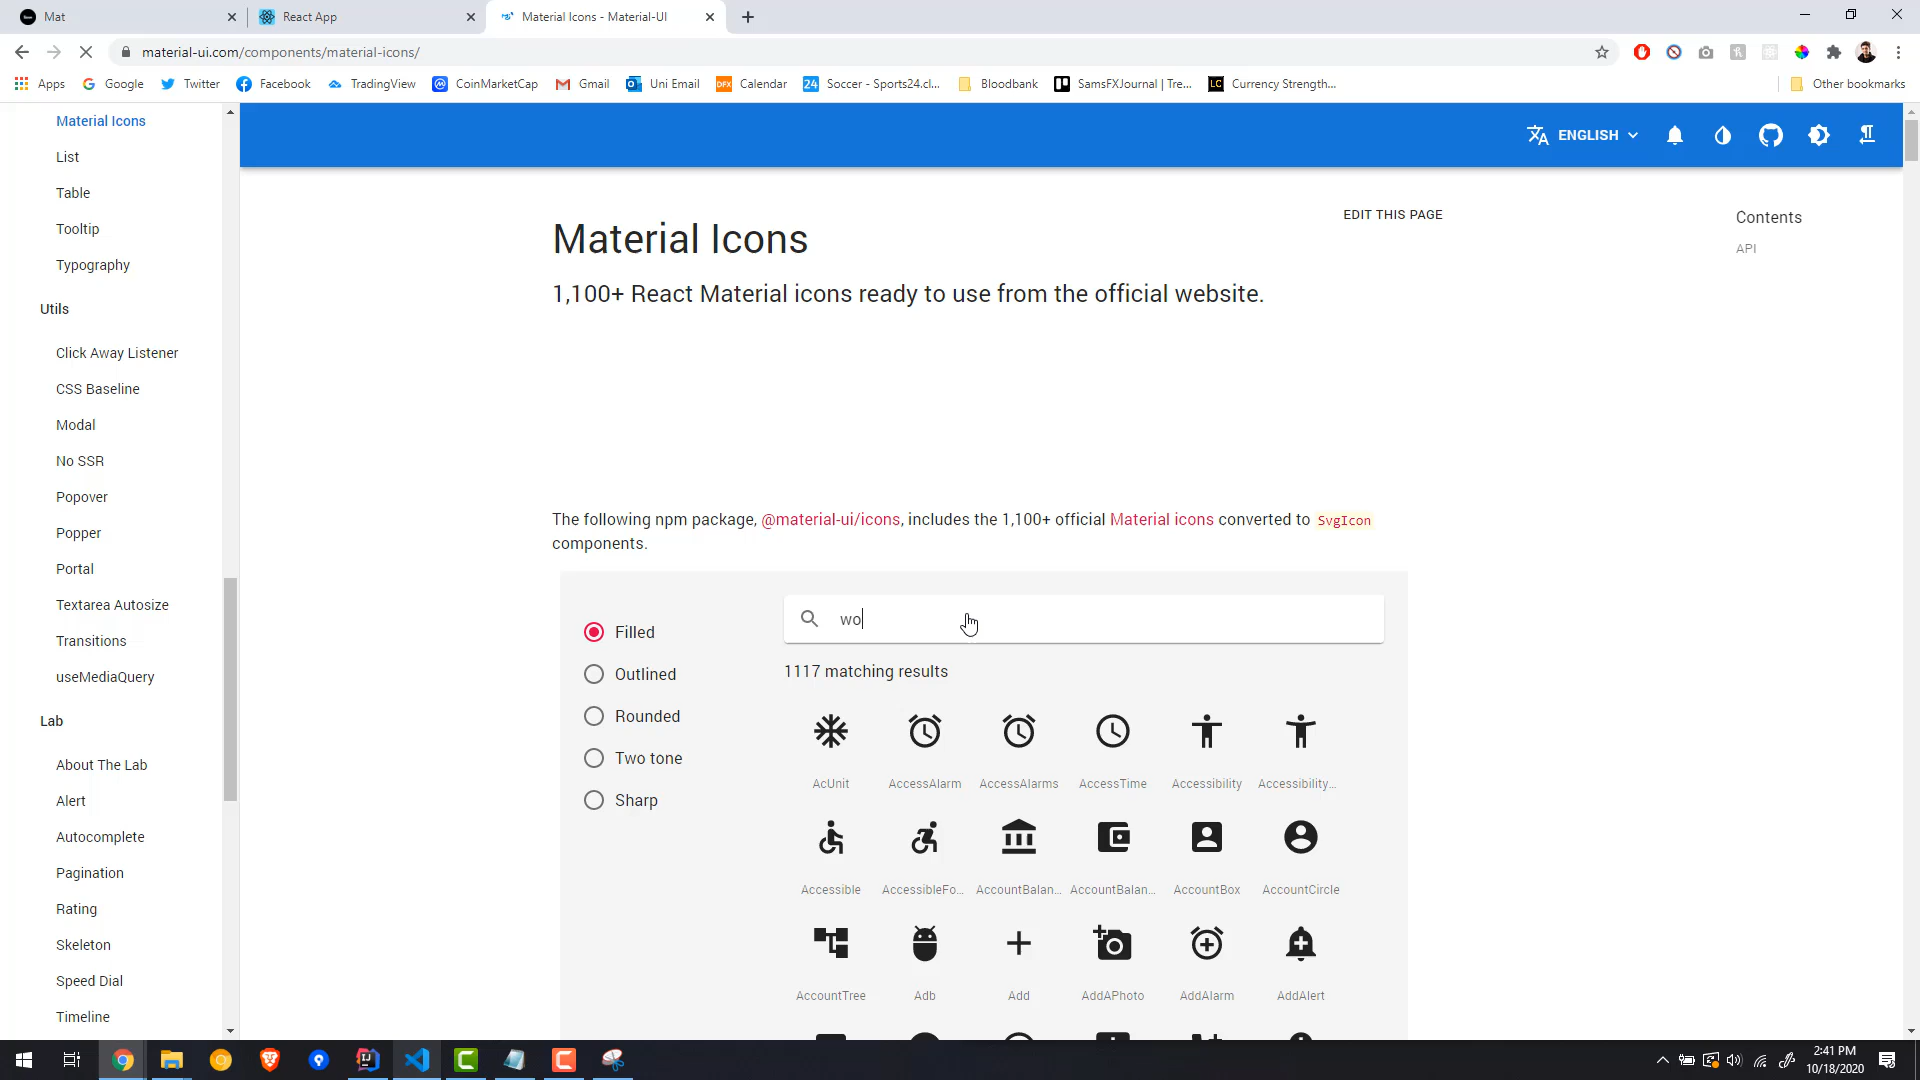 Mat
React App
Material Icons - Material-UI
material-ui.com/components/material-icons/
Apps
Google
Twitter
Facebook
TradingView
CoinMarketCap
Gmail
Uni Email
Calendar
Soccer - Sports24.cl...
Bloodbank
SamsFXJournal | Tre...
Currency Strength...
Other bookmarks
ENGLISH
Material Icons
List
Table
Tooltip
Typography
Utils
Click Away Listener
CSS Baseline
Modal
No SSR
Popover
Popper
Portal
Textarea Autosize
Transitions
useMediaQuery
Lab
About The Lab
Alert
Autocomplete
Pagination
Rating
Skeleton
Speed Dial
Timeline
EDIT THIS PAGE
Material Icons
1,100+ React Material icons ready to use from the official website.
The following npm package, @material-ui/icons, includes the 1,100+ official Material icons converted to SvgIcon
components.
Filled
Outlined
Rounded
Two tone
Sharp
wo
1117 matching results
AcUnit AccessAlarm AccessAlarms AccessTime Accessibility Accessibility...
Accessible AccessibleFo... AccountBalan... AccountBalan... AccountBox AccountCircle
AccountTree Adb Add AddAPhoto AddAlarm AddAlert
Contents
API
2:41 PM
10/18/2020